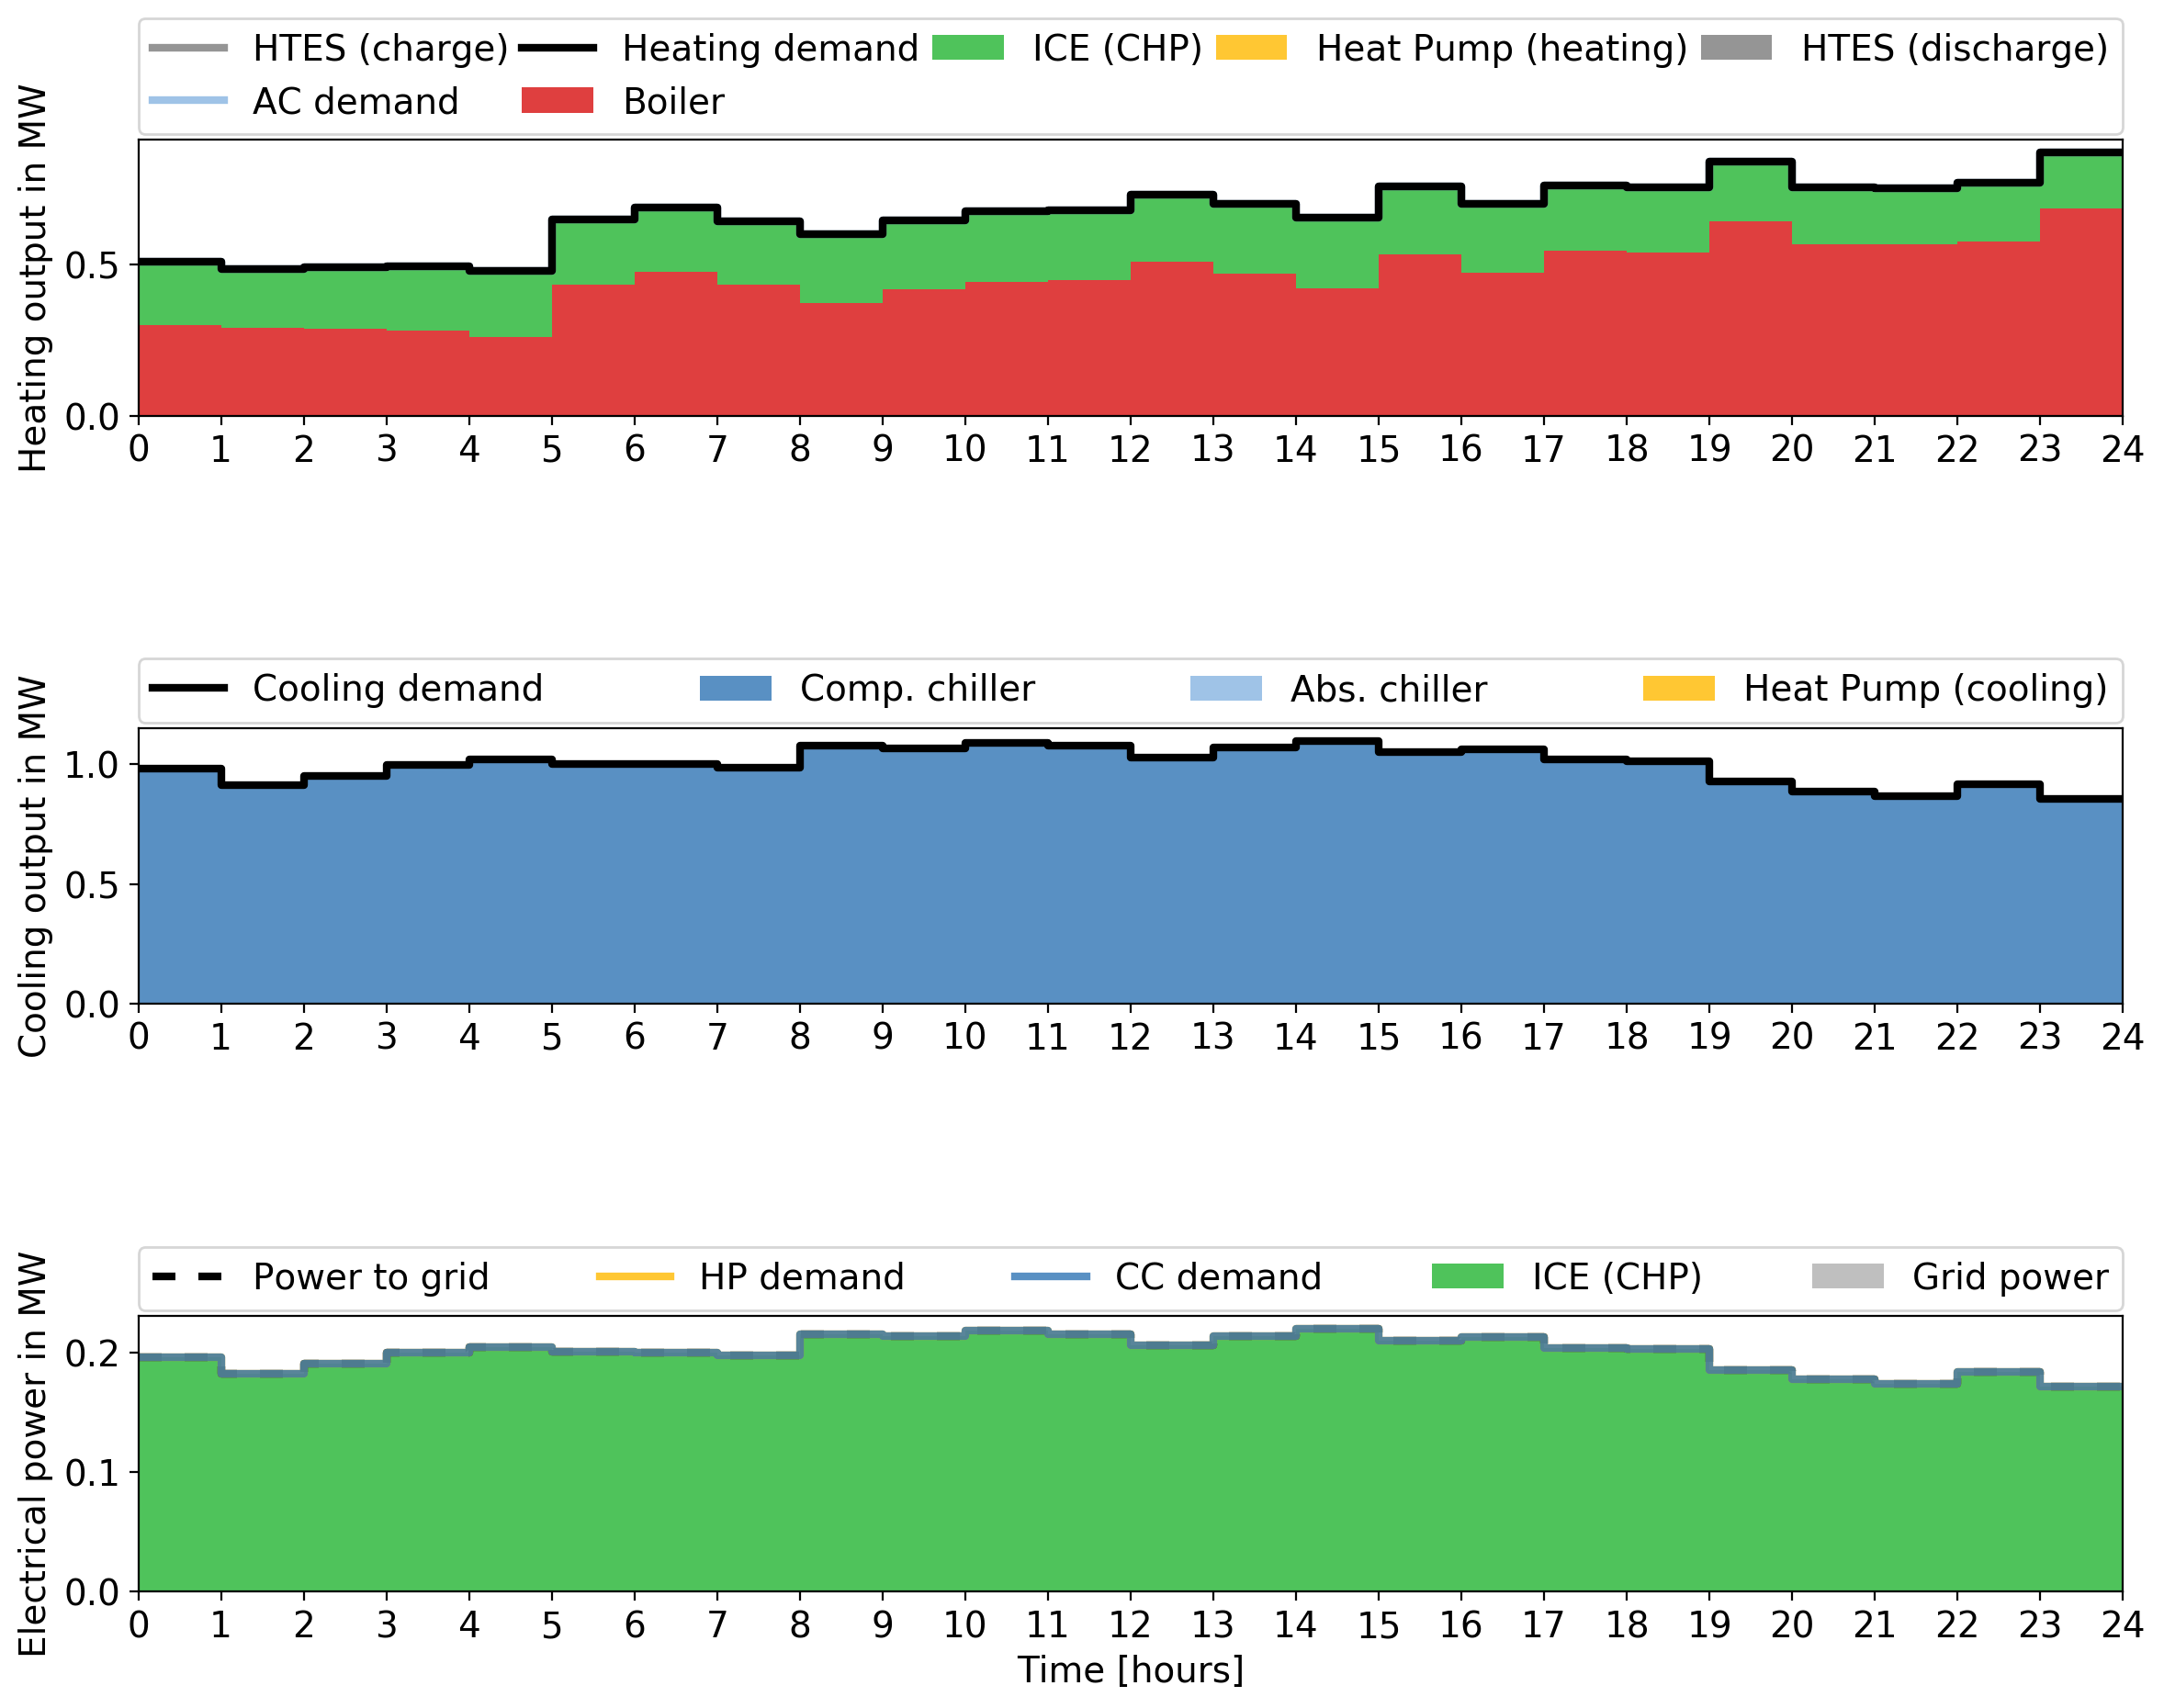 HTES (charge) Heating demand ICE (CHP) Heat Pump (heating) HTES (discharge)
AC demand Boiler
Heating output in MW
0.5
0.0
0 1 2 3 4 5 6 7 8 9 10 11 12 13 14 15 16 17 18 19 20 21 22 23 24
Cooling demand Comp. chiller Abs. chiller Heat Pump (cooling)
Cooling output in MW
1.0
0.5
0.0
0 1 2 3 4 5 6 7 8 9 10 11 12 13 14 15 16 17 18 19 20 21 22 23 24
Power to grid HP demand CC demand ICE (CHP) Grid power
Electrical power in MW
0.2
0.1
0.0
0 1 2 3 4 5 6 7 8 9 10 11 12 13 14 15 16 17 18 19 20 21 22 23 24
Time [hours]